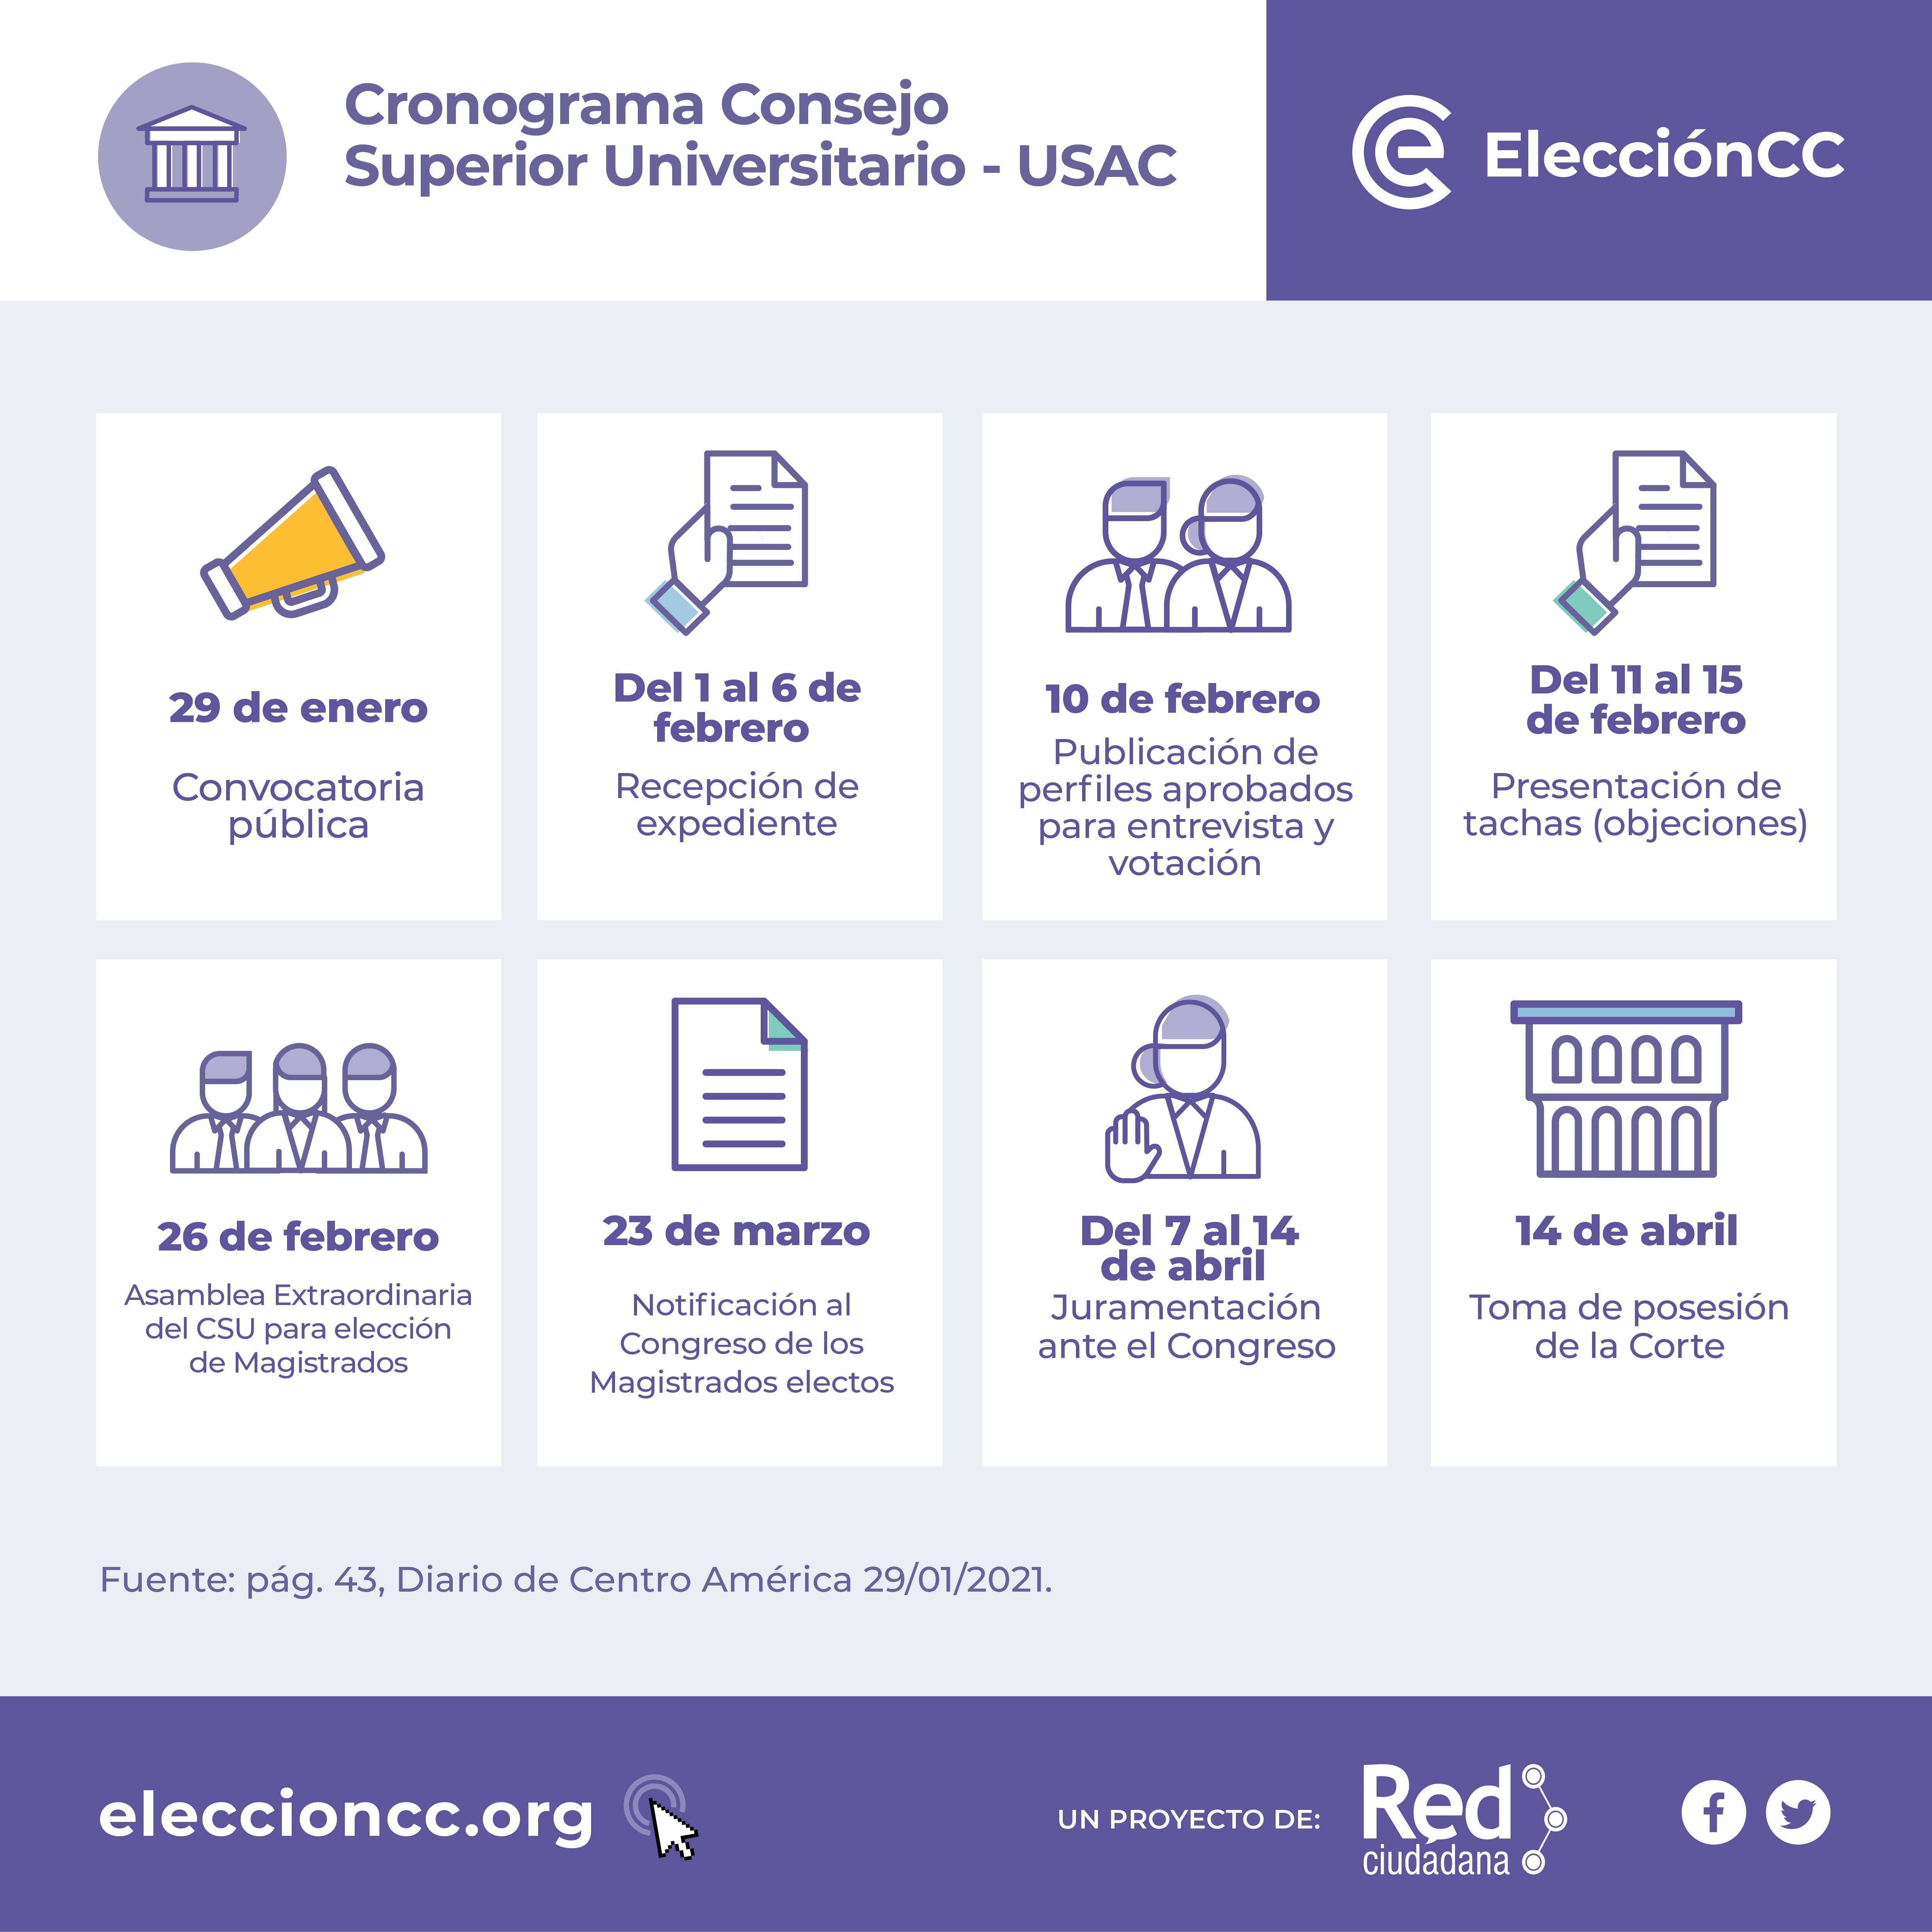 Cronograma Consejo
Superior Universitario - USAC
ElecciónCC
29 de enero
Convocatoria
pública
Del 1 al 6 de
febrero
Recepción de
expediente
10 de febrero
Publicación de
perfiles aprobados
para entrevista y
votación
Del 11 al 15
de febrero
Presentación de
tachas (objeciones)
26 de febrero
Asamblea Extraordinaria
del CSU para elección
de Magistrados
23 de marzo
Notificación al
Congreso de los
Magistrados electos
Del 7 al 14
de abril
Juramentación
ante el Congreso
14 de abril
Toma de posesión
de la Corte
Fuente: pág. 43, Diario de Centro América 29/01/2021.
eleccioncc.org
UN PROYECTO DE:
Red
ciudadana